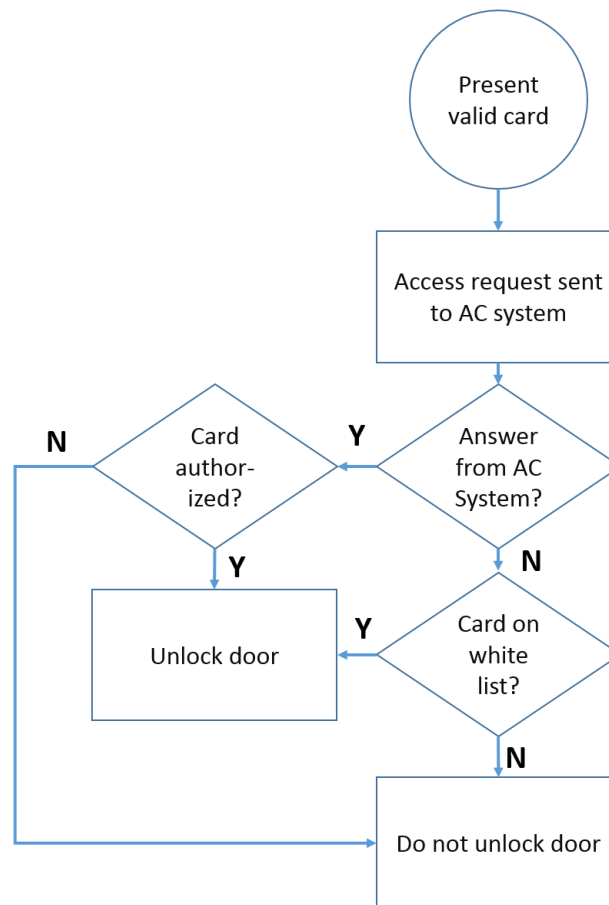 Present
valid card
Access request sent
to AC system
N
Card
author-
ized?
Y
Answer
from AC
System?
Y
N
Unlock door
Y
Card on
white
list?
N
Do not unlock door